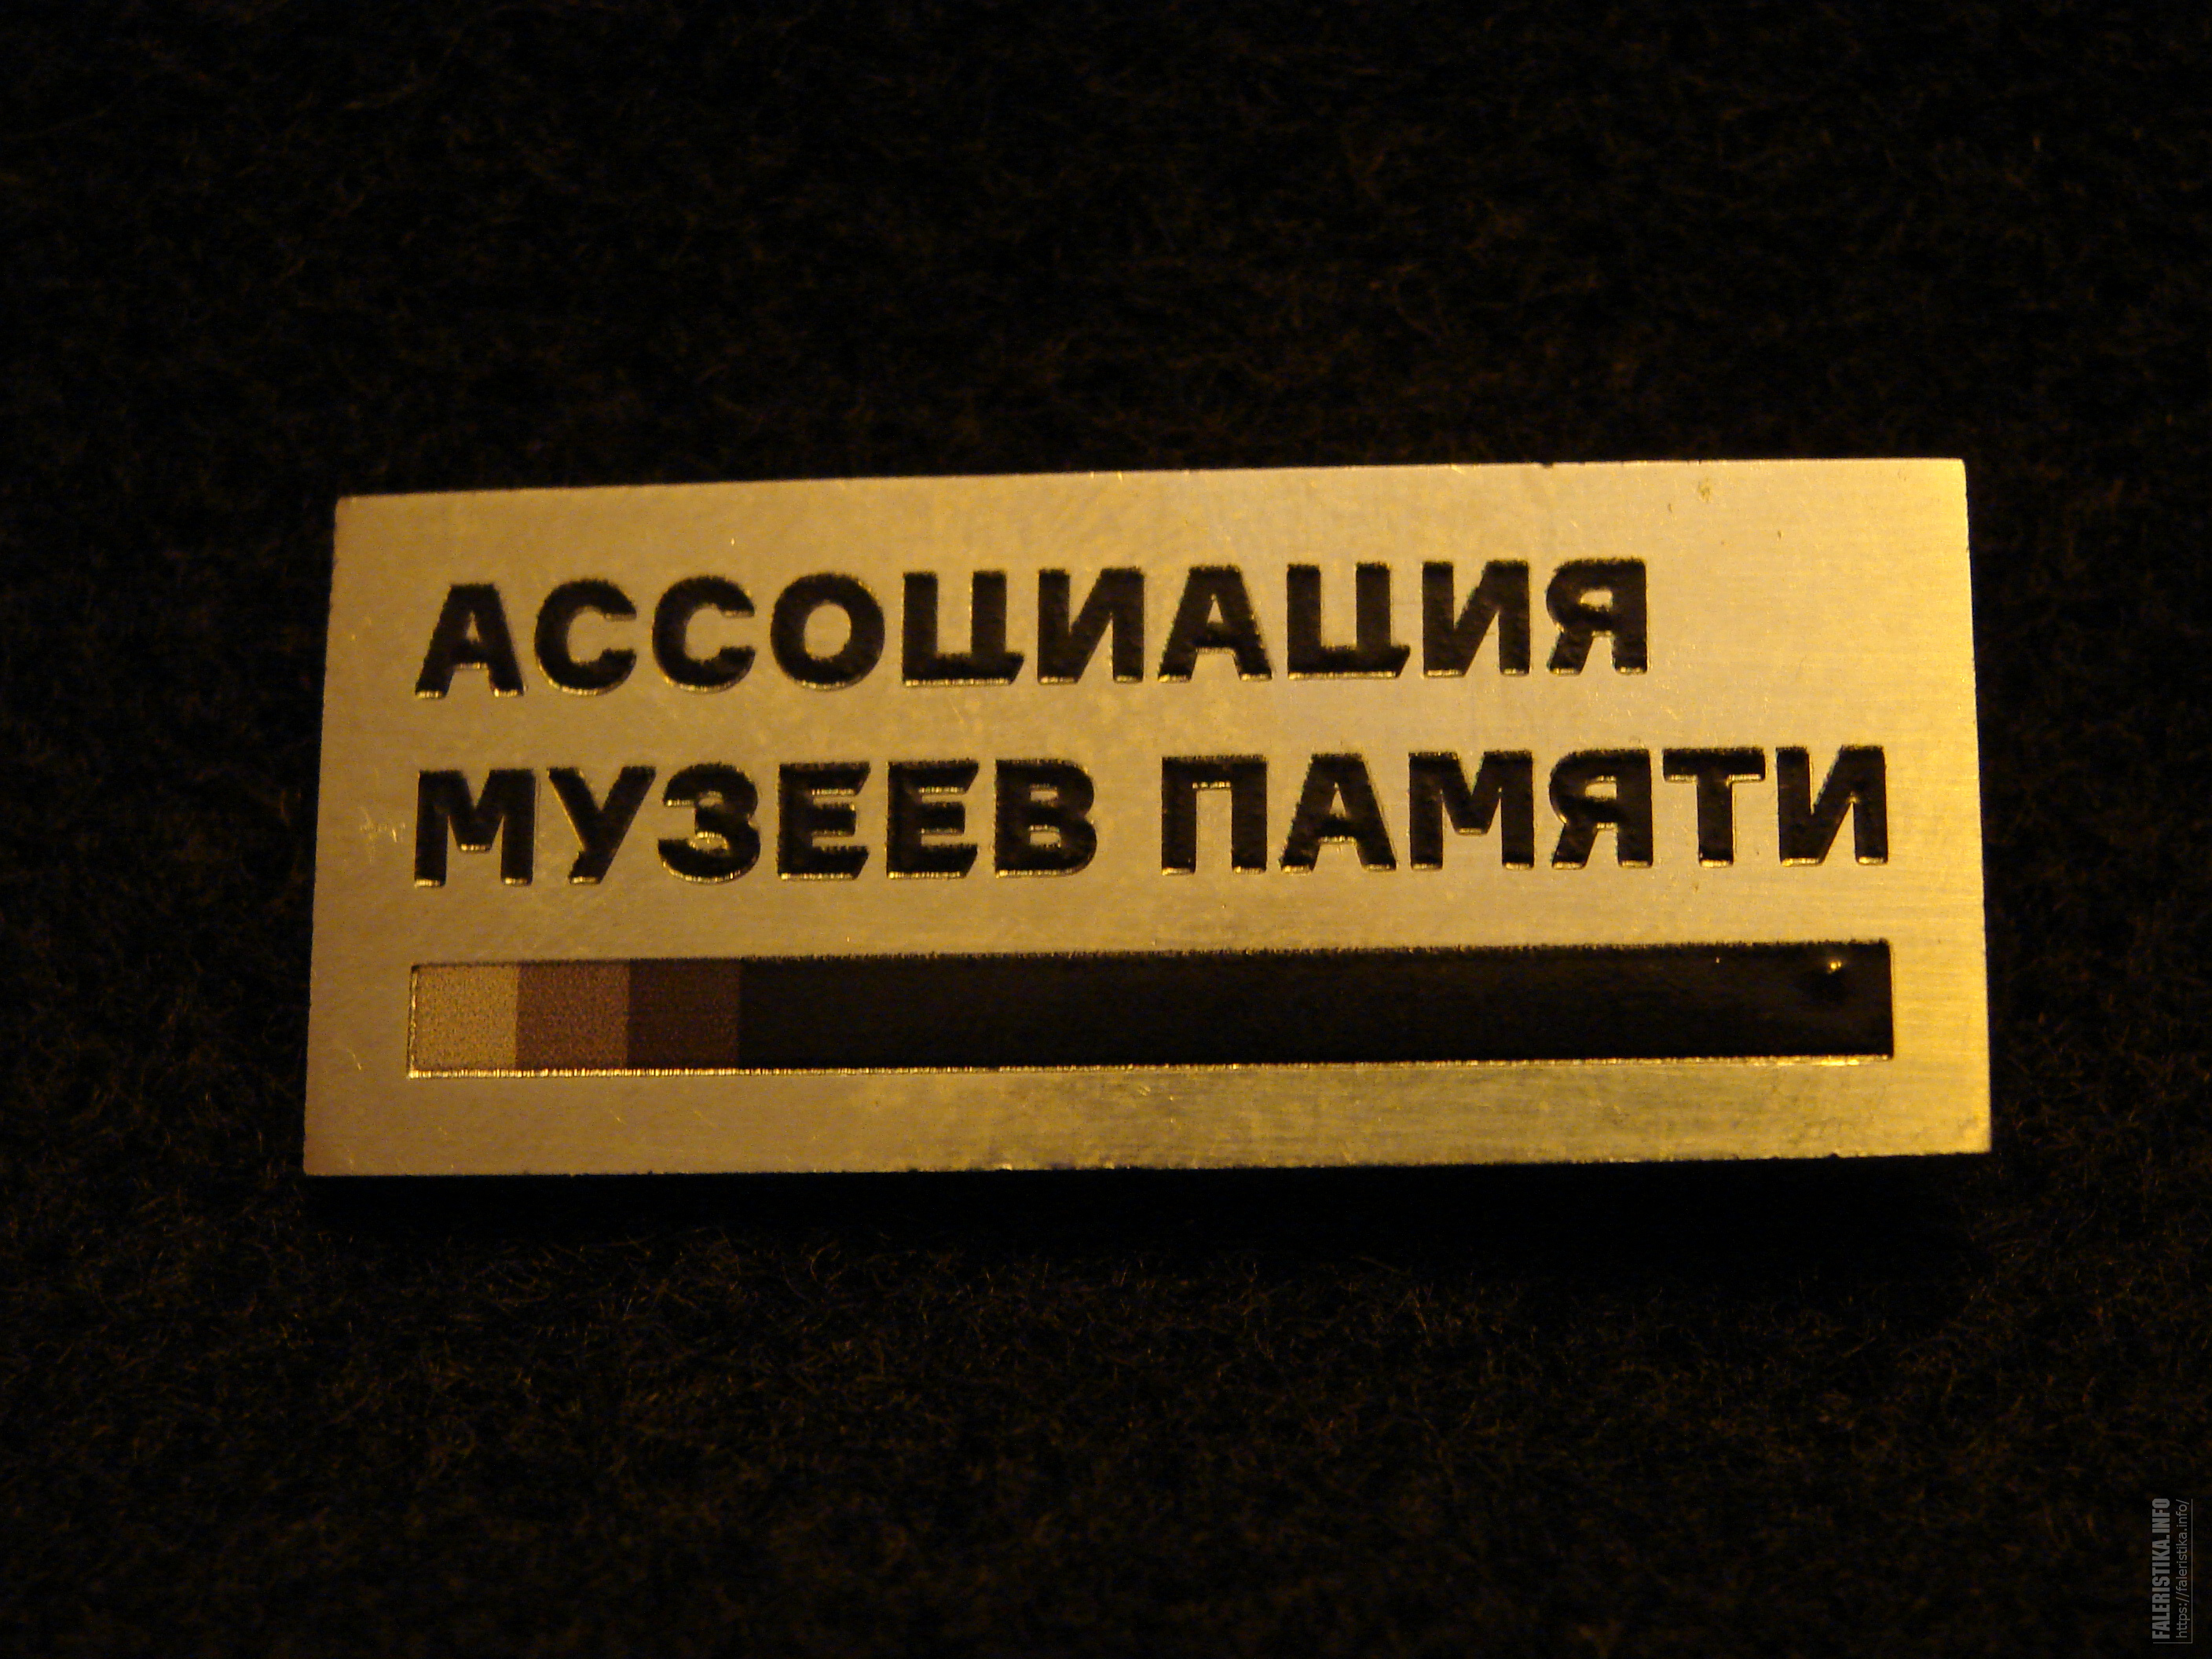 АССОЦИАЦИЯ
МУЗЕЕВ ПАМЯТИ
FALERISTIKA.INFO
https://faleristika.info/